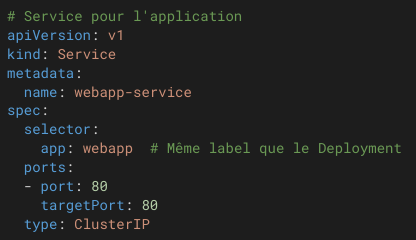 # Service pour l'application
apiVersion: v1
kind: Service
metadata:
  name: webapp-service
spec:
  selector:
    app: webapp  # Même label que le Deployment
  ports:
  - port: 80
    targetPort: 80
  type: ClusterIP